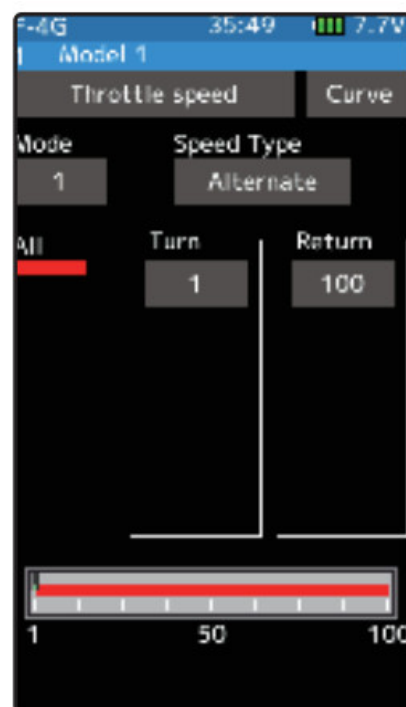 F-4G 35:49 7.7V
1 Model 1
Throttle speed Curve
Mode Speed Type
1 Alternate
All Turn Return
1 100
1 50 100